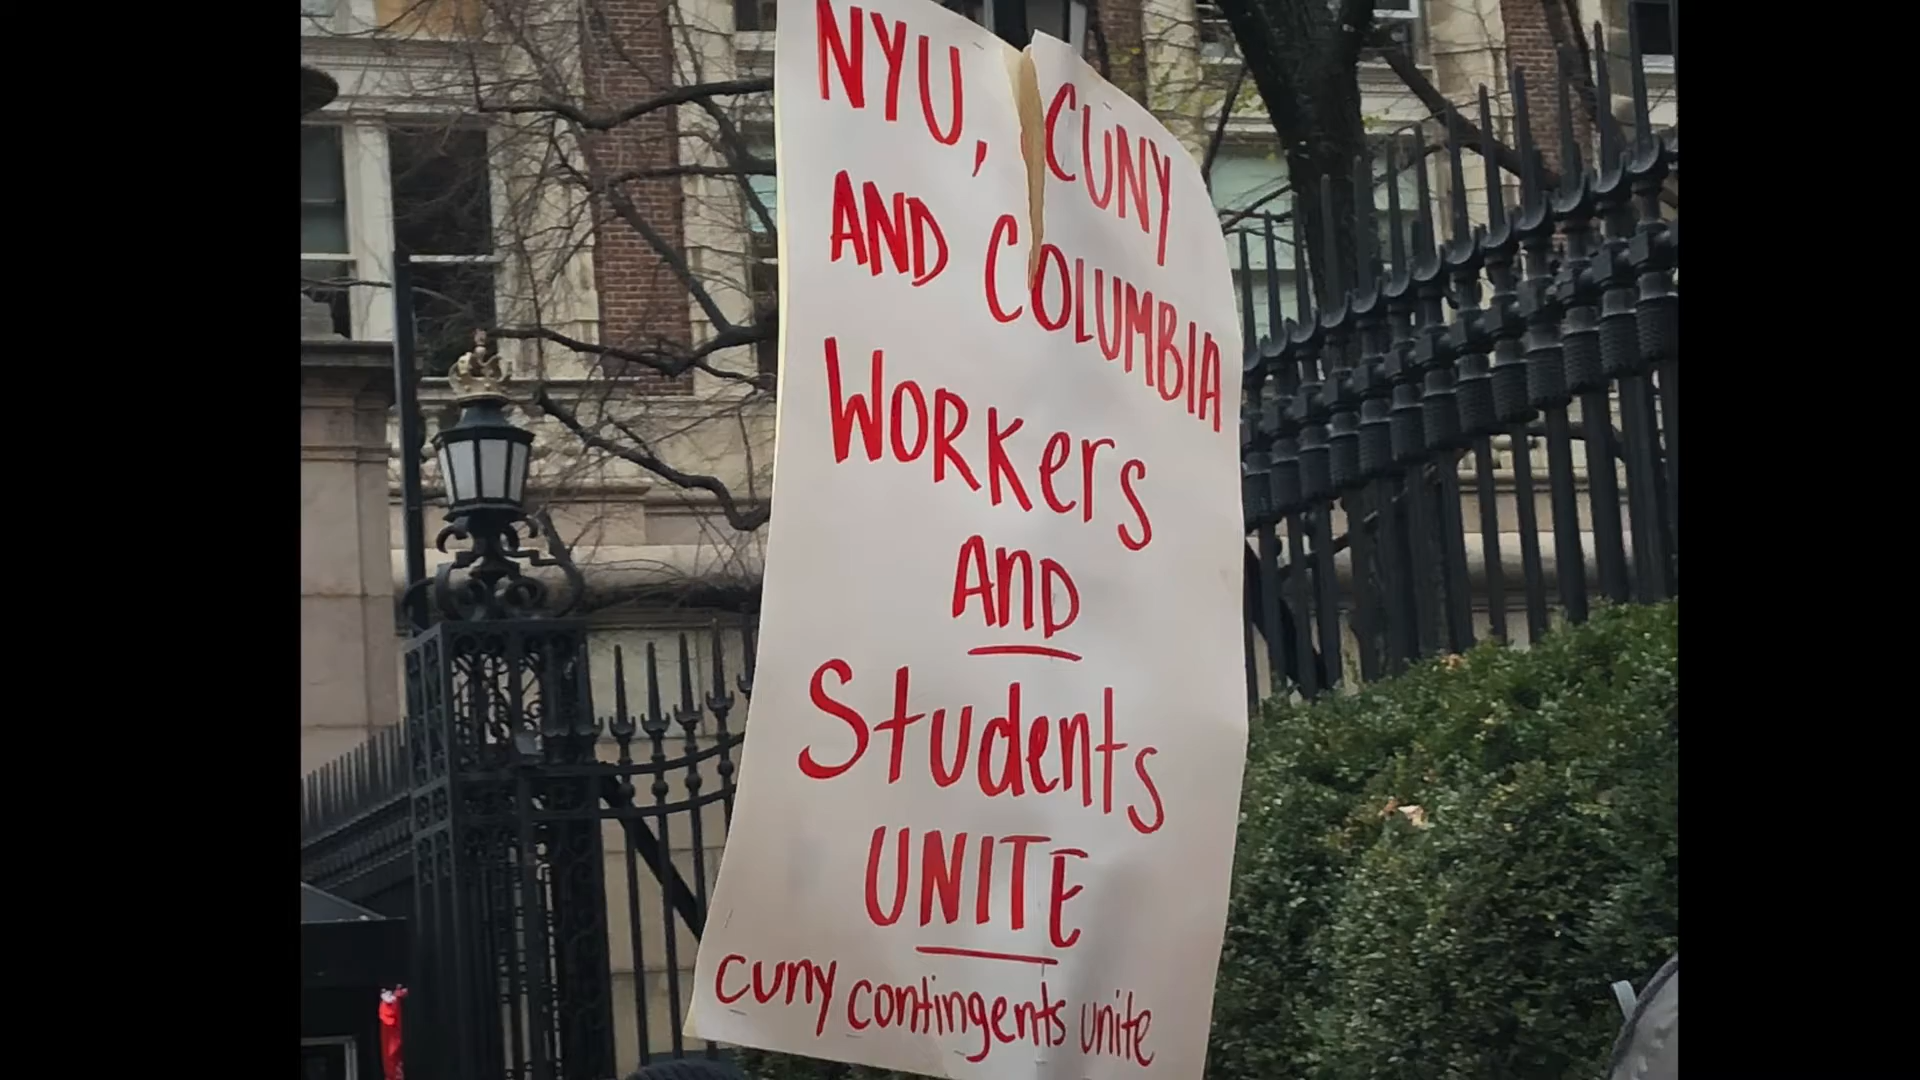 NYU, CUNY
AND COLUMBIA
WORKers
AnD
Students
UNITE
cuny contingents unite